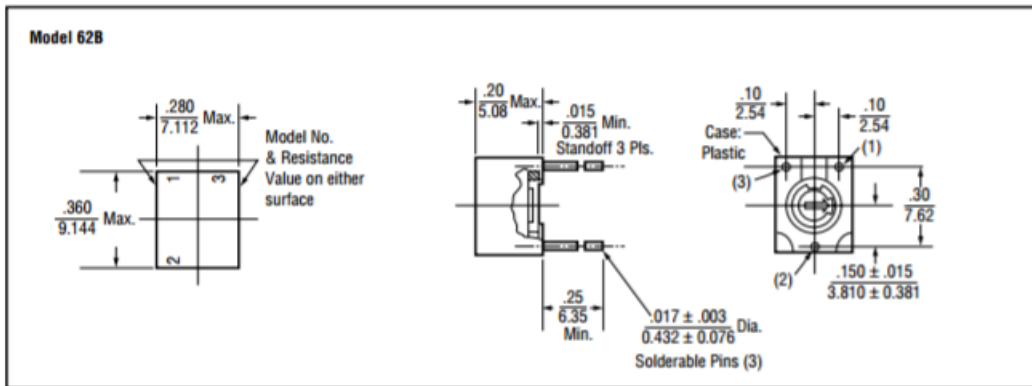 Model 62B
.280
7.112 Max.
Model No.
& Resistance
Value on either
surface
1 3
.360
9.144 Max.
2
.20
5.08 Max.
.015
0.381 Min.
Standoff 3 Pls.
.25
6.35
Min.
.017 ± .003
0.432 ± 0.076 Dia.
Solderable Pins (3)
.10
2.54
.10
2.54
Case:
Plastic
(1)
(3)
.30
7.62
(2)
.150 ± .015
3.810 ± 0.381